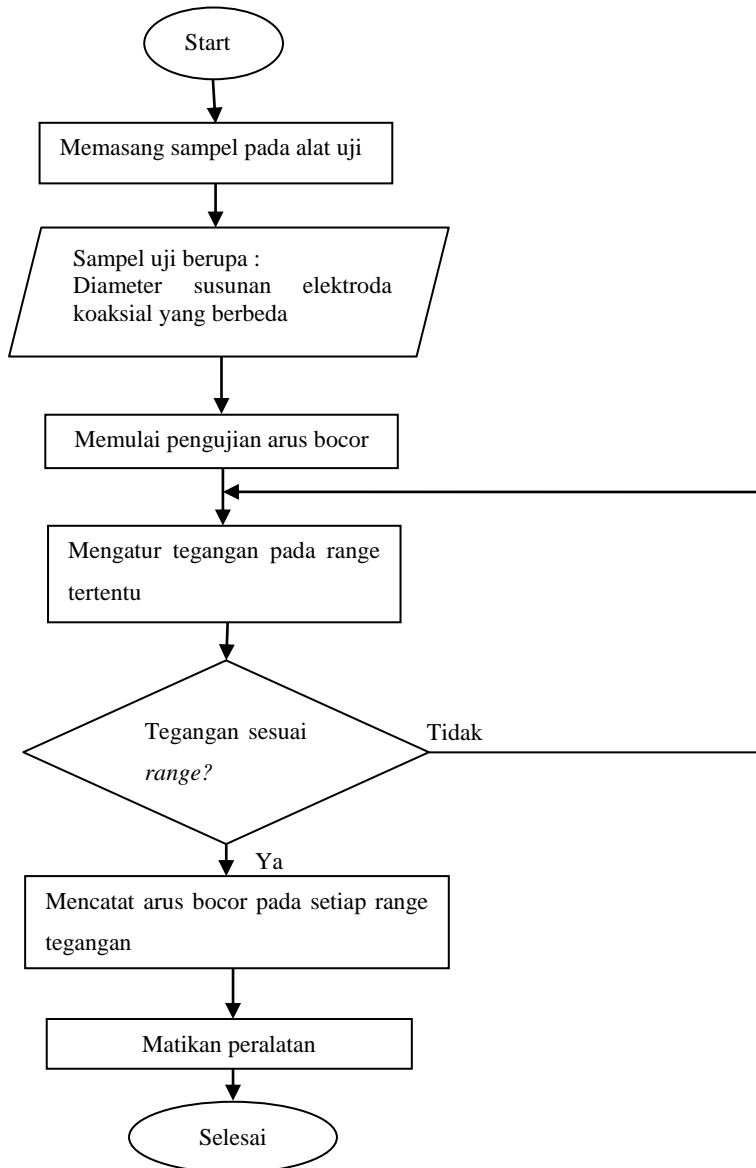 Start
Memasang sampel pada alat uji
Sampel uji berupa :
Diameter susunan elektroda
koaksial yang berbeda
Memulai pengujian arus bocor
Mengatur tegangan pada range
tertentu
Tegangan sesuai
range?
Tidak
Ya
Mencatat arus bocor pada setiap range
tegangan
Matikan peralatan
Selesai